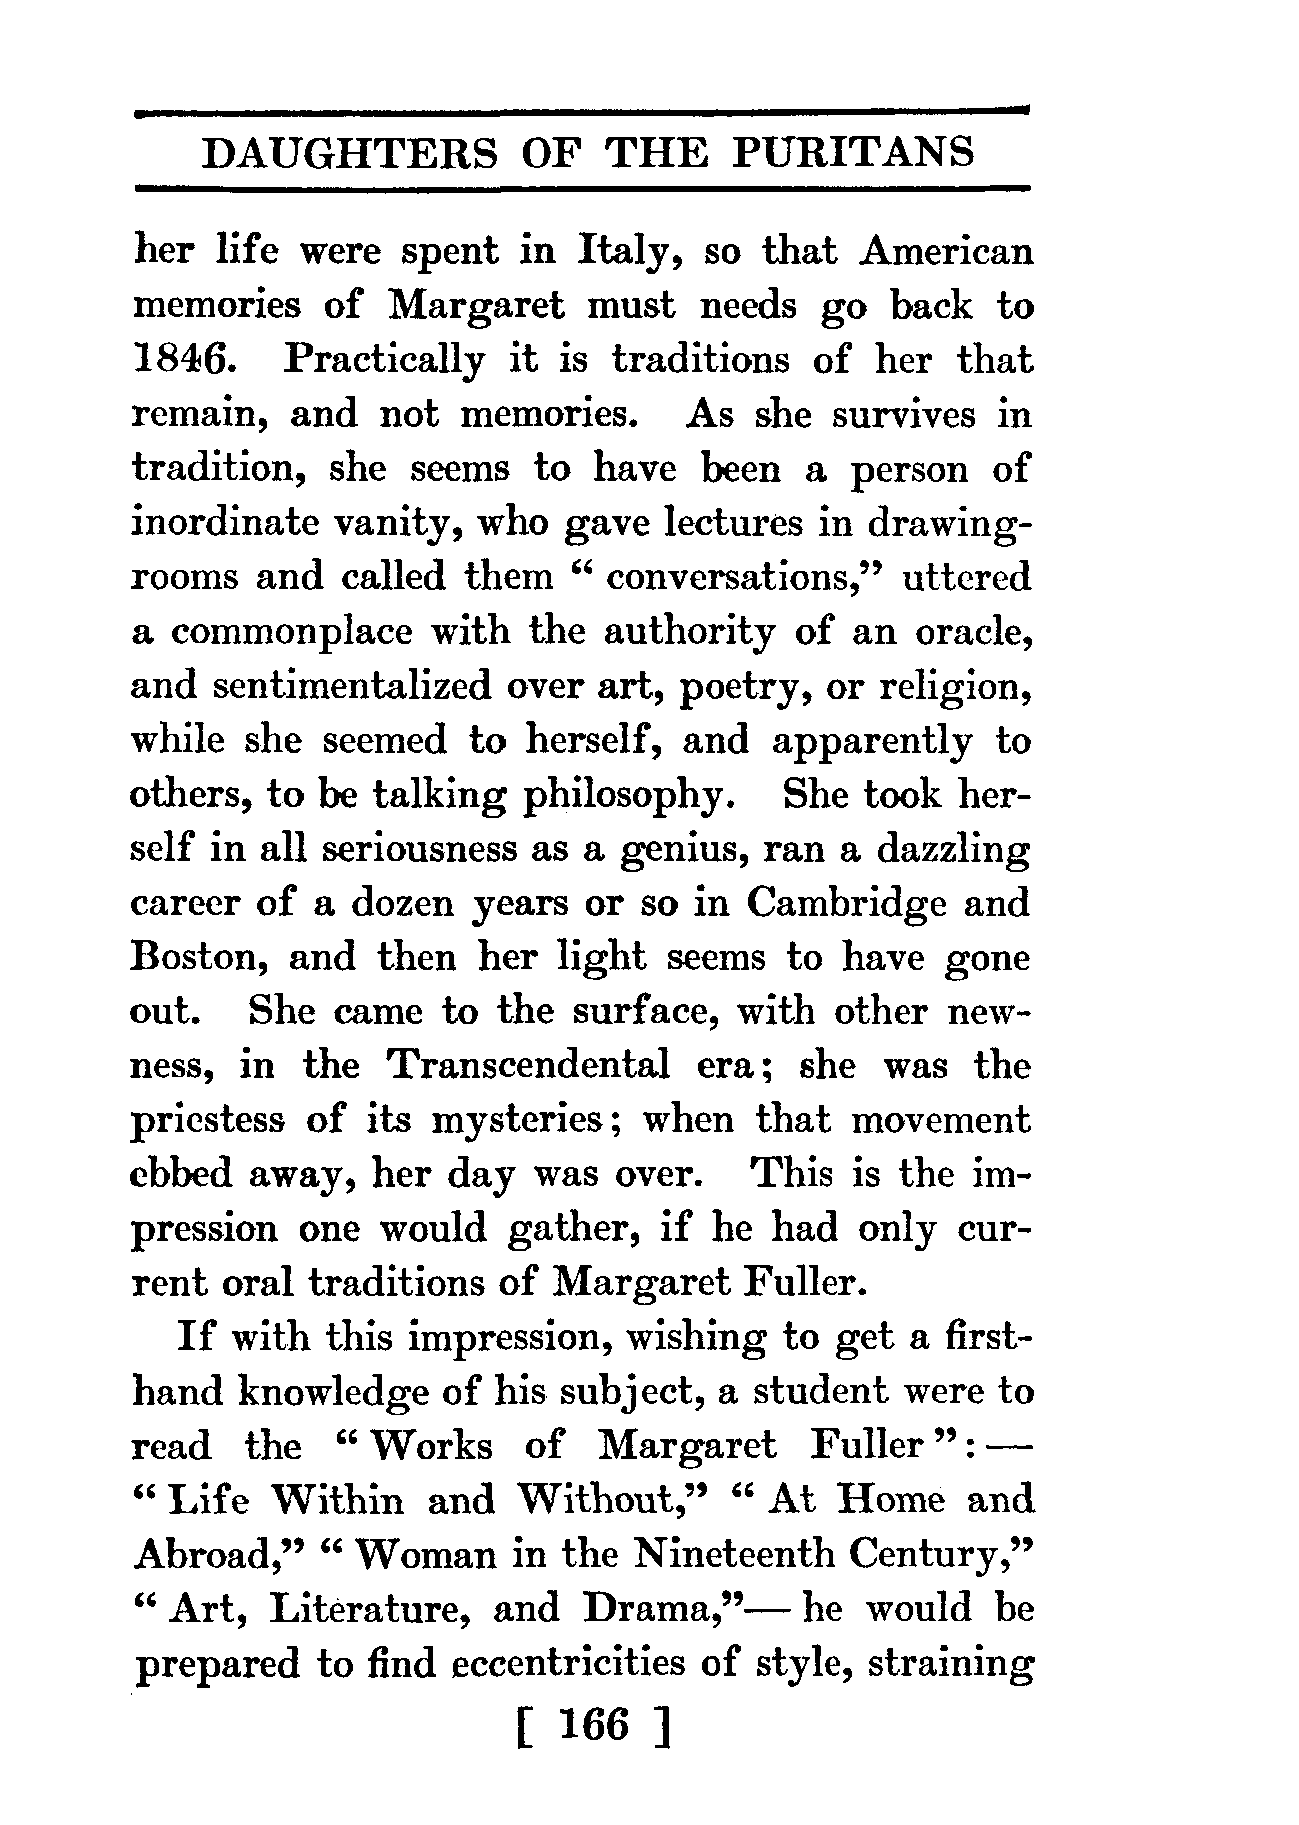 DAUGHTERS OF THE PURITANS
her life were spent in Italy, so that American
memories of Margaret must needs go back to
1846. Practically it is traditions of her that
remain, and not memories. As she survives in
tradition, she seems to have been a person of
inordinate vanity, who gave lectures in drawing-
rooms and called them “ conversations,” uttered
a commonplace with the authority of an oracle,
and sentimentalized over art, poetry, or religion,
while she seemed to herself, and apparently to
others, to be talking philosophy. She took her-
self in all seriousness as a genius, ran a dazzling
career of a dozen years or so in Cambridge and
Boston, and then her light seems to have gone
out. She came to the surface, with other new-
ness, in the Transcendental era; she was the
priestess of its mysteries; when that movement
ebbed away, her day was over. This is the im-
pression one would gather, if he had only cur-
rent oral traditions of Margaret Fuller.
If with this impression, wishing to get a first-
hand knowledge of his subject, a student were to
read the “ Works of Margaret Fuller ”: —
“ Life Within and Without,” “ At Home and
Abroad,” “ Woman in the Nineteenth Century,”
“ Art, Literature, and Drama,”— he would be
prepared to find eccentricities of style, straining
[ 166 ]